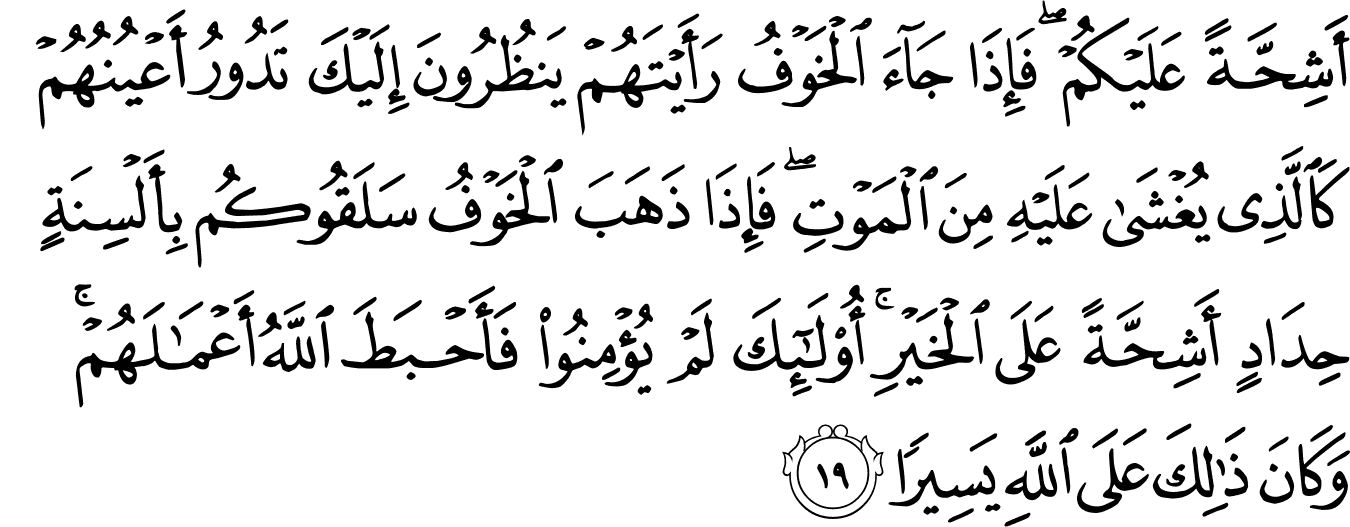 أَشِحَّةً عَلَيْكُمْ ۖ فَإِذَا جَآءَ ٱلْخَوْفُ رَأَيْتَهُمْ يَنظُرُونَ إِلَيْكَ تَدُورُ أَعْيُنُهُمْ
كَٱلَّذِى يُغْشَىٰ عَلَيْهِ مِنَ ٱلْمَوْتِ ۖ فَإِذَا ذَهَبَ ٱلْخَوْفُ سَلَقُوكُم بِأَلْسِنَةٍ
حِدَادٍ أَشِحَّةً عَلَى ٱلْخَيْرِ ۚ أُو۟لَـٰٓئِكَ لَمْ يُؤْمِنُوا۟ فَأَحْبَطَ ٱللَّهُ أَعْمَـٰلَهُمْ ۚ
وَكَانَ ذَٰلِكَ عَلَى ٱللَّهِ يَسِيرًا ١٩